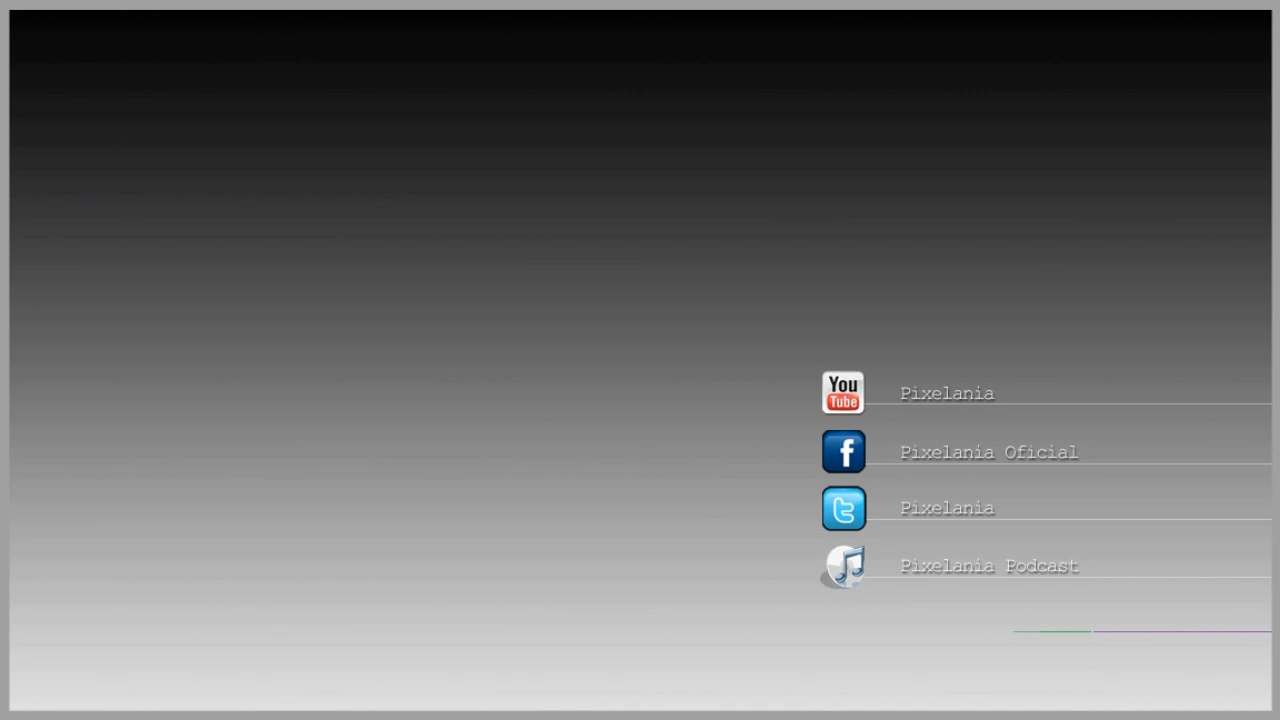 You
Tube
Pixelania
f
Pixelania Oficial
t
Pixelania
Pixelania Podcast